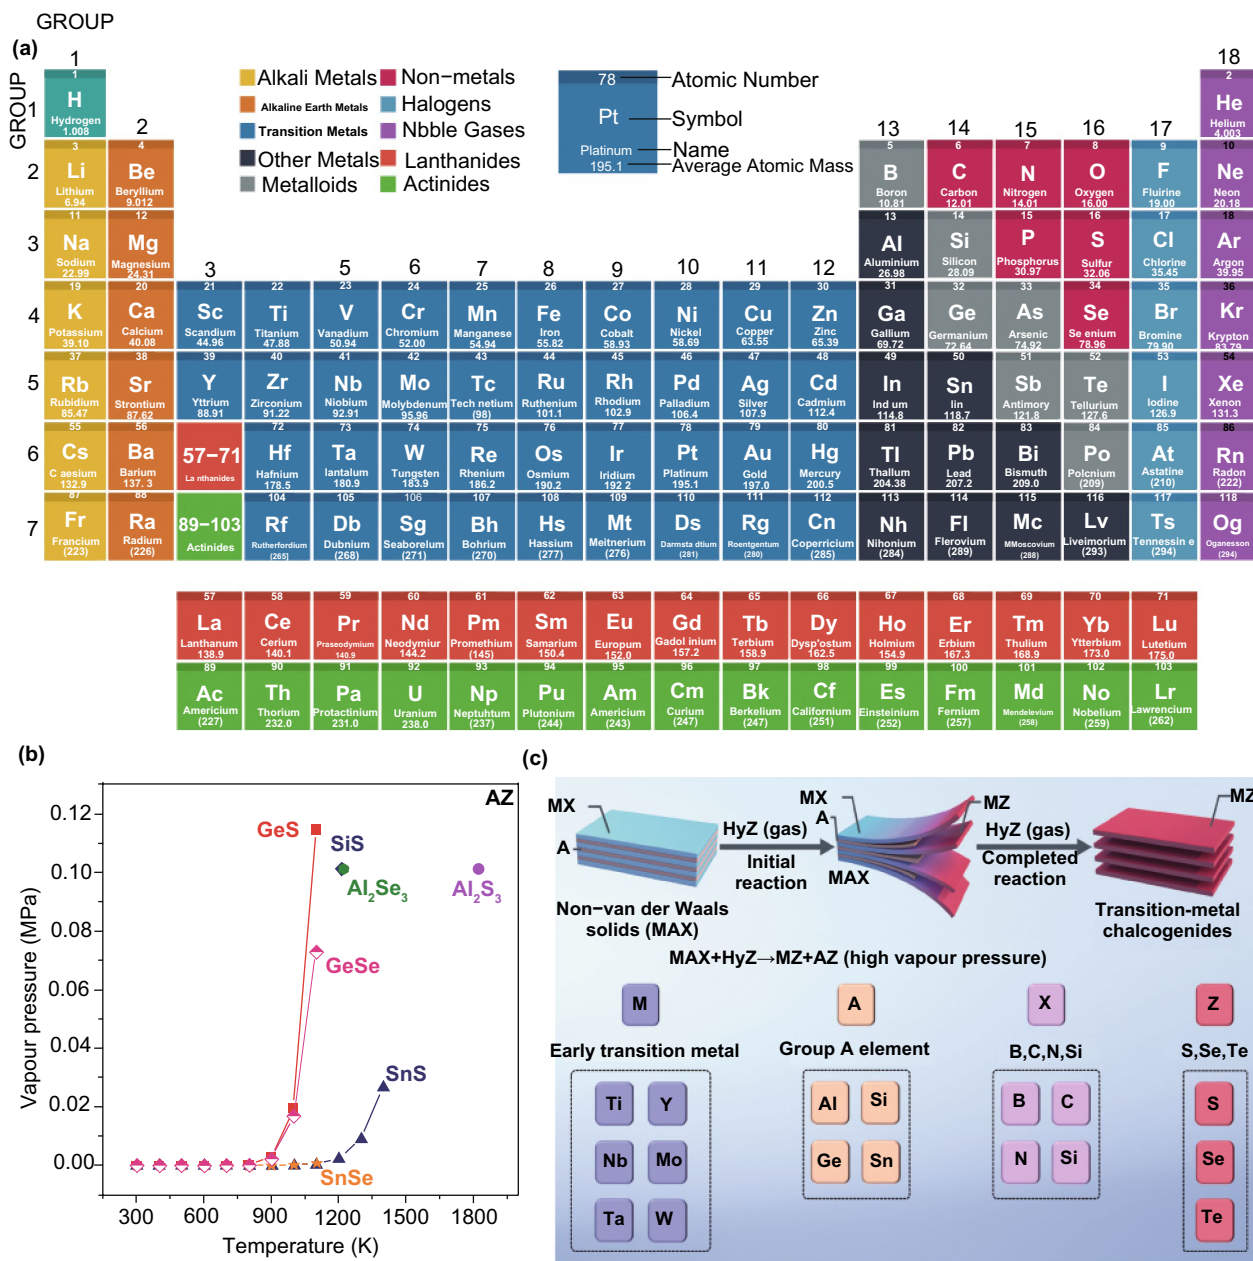 GROUP
(a)
GROUP
1
18
1
H
Hydrogen
1.008
Alkali Metals
Non-metals
Alkaline Earth Metals
Halogens
Transition Metals
Nbble Gases
Other Metals
Lanthanides
Metalloids
Actinides
78
Atomic Number
Pt
Symbol
Platinum
Name
195.1
Average Atomic Mass
2
He
Helium
4.003
1
2
13 14 15 16 17
2
3 4 5 6 7 8 9 10
Li Be B C N O F Ne
Lithium Beryllium Boron Carbon Nitrogen Oxygen Fluirine Neon
6.94 9.012 10.81 12.01 14.01 16.00 19.00 20.18
3
11 12 13 14 15 16 17 18
Na Mg Al Si P S Cl Ar
Sodium Magnesium Aluminium Silicon Phosphorus Sulfur Chlorine Argon
22.99 24.31 26.98 28.09 30.97 32.06 35.45 39.95
3 5 6 7 8 9 10 11 12
4
19 20 21 22 23 24 25 26 27 28 29 30 31 32 33 34 35 36
K Ca Sc Ti V Cr Mn Fe Co Ni Cu Zn Ga Ge As Se Br Kr
Potassium Calcium Scandium Titanium Vanadium Chromium Manganese Iron Cobalt Nickel Copper Zinc Gallium Germanium Arsenic Se enium Bromine Krypton
39.10 40.08 44.96 47.88 50.94 52.00 54.94 55.82 58.93 58.69 63.55 65.39 69.72 72.64 74.92 78.96 79.90 83.79
5
37 38 39 40 41 42 43 44 45 46 47 48 49 50 51 52 53 54
Rb Sr Y Zr Nb Mo Tc Ru Rh Pd Ag Cd In Sn Sb Te I Xe
Rubidium Strontium Yttrium Zirconium Niobium Molybdenum Tech netium Ruthenium Rhodium Palladium Silver Cadmium Ind um Iin Antimory Tellurium Iodine Xenon
85.47 87.62 88.91 91.22 92.91 95.96 (98) 101.1 102.9 106.4 107.9 112.4 114.8 118.7 121.8 127.6 126.9 131.3
6
55 56 72 73 74 75 76 77 78 79 80 81 82 83 84 85 86
Cs Ba 57-71 Hf Ta W Re Os Ir Pt Au Hg Tl Pb Bi Po At Rn
C aesium Barium La nthanides Hafnium Iantalum Tungsten Rhenium Osmium Iridium Platinum Gold Mercury Thallum Lead Bismuth Polcnium Astatine Radon
132.9 137. 3 178.5 180.9 183.9 186.2 190.2 192 2 195.1 197.0 200.5 204.38 207.2 209.0 (209) (210) (222)
7
87 88 104 105 106 107 108 109 110 111 112 113 114 115 116 117 118
Fr Ra 89-103 Rf Db Sg Bh Hs Mt Ds Rg Cn Nh Fl Mc Lv Ts Og
Francium Radium Actinides Rutherfordium Dubnium Seaborelum Bohrium Hassium Meitnerium Darmsta dtium Roentgentum Coperricium Nihonium Flerovium MMoscovium Liveimorium Tennessin e Oganesson
(223) (226) (265) (268) (271) (270) (277) (276) (281) (280) (285) (284) (289) (288) (293) (294) (294)
57 58 59 60 61 62 63 64 65 66 67 68 69 70 71
La Ce Pr Nd Pm Sm Eu Gd Tb Dy Ho Er Tm Yb Lu
Lanthanum Cerium Praseodymium Neodymiur Promethium Samarium Europum Gadol inium Terbium Dysp'ostum Holmium Erbium Thulium Ytterbium Lutetium
138.9 140.1 140.9 144.2 (145) 150.4 152.0 157.2 158.9 162.5 154.9 167.3 168.9 173.0 175.0
89 90 91 92 93 94 95 96 97 98 99 100 101 102 103
Ac Th Pa U Np Pu Am Cm Bk Cf Es Fm Md No Lr
Americium Thorium Protactinium Uranium Neptuhtum Plutonium Americium Curium Berkelium Californium Einsteinium Fernium Mendelevium Nobelium Lawrencium
(227) 232.0 231.0 238.0 (237) (244) (243) (247) (247) (251) (252) (257) (258) (259) (262)
(b)
AZ
Vapour pressure (MPa)
0.12
0.10
0.08
0.06
0.04
0.02
0.00
GeS
SiS
Al2Se3
Al2S3
GeSe
SnS
SnSe
300 600 900 1200 1500 1800
Temperature (K)
(c)
MX
A
HyZ (gas)
Initial
reaction
MX
A
MAX
MZ
HyZ (gas)
Completed
reaction
MZ
Non-van der Waals
solids (MAX)
Transition-metal
chalcogenides
MAX+HyZ→MZ+AZ (high vapour pressure)
M A X Z
Early transition metal
Group A element
B,C,N,Si
S,Se,Te
Ti Y Al Si B C S
Nb Mo Ge Sn N Si Se
Ta W Te